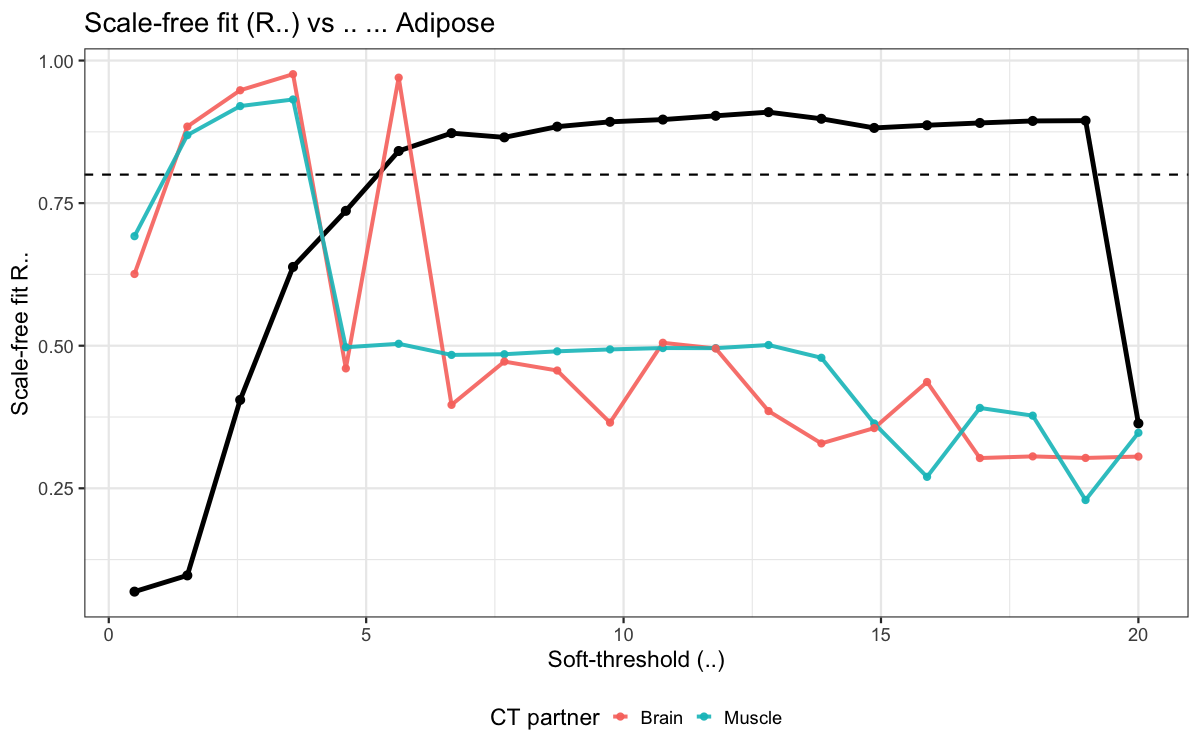 Scale-free fit (R..) vs .. ... Adipose
Scale-free fit R..
1.00
0.75
0.50
0.25
0
5
10
15
20
Soft-threshold (..)
CT partner Brain Muscle